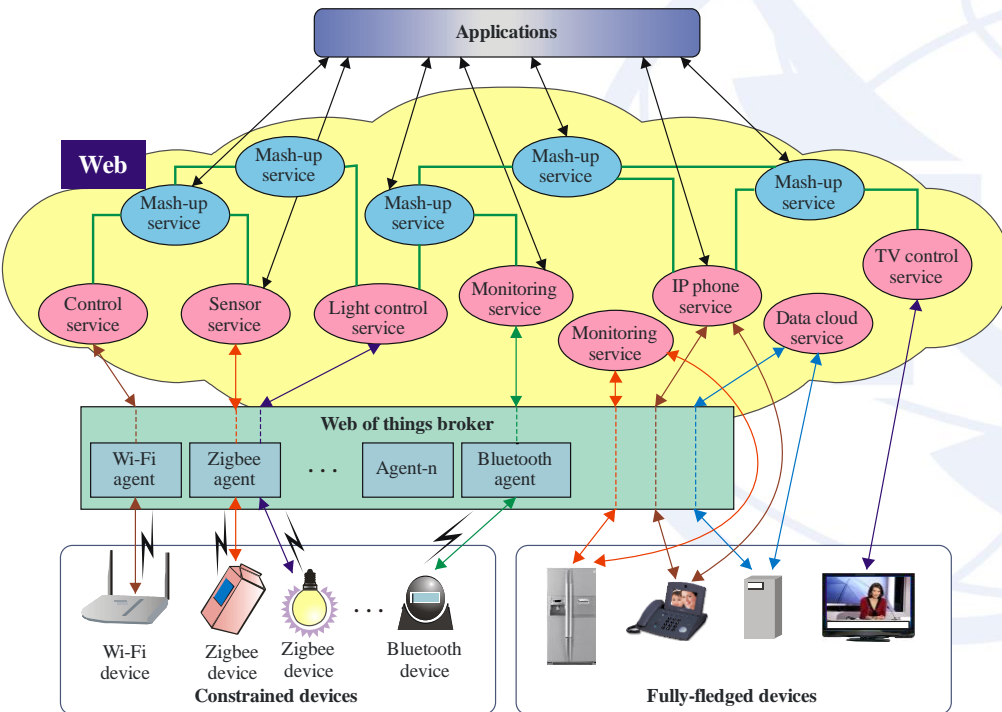 Applications
Web
Mash-up
service
Mash-up
service
Mash-up
service
Mash-up
service
Mash-up
service
Control
service
Sensor
service
Light control
service
Monitoring
service
Monitoring
service
IP phone
service
Data cloud
service
TV control
service
Web of things broker
Wi-Fi
agent
Zigbee
agent
. . .
Agent-n
Bluetooth
agent
Wi-Fi
device
Zigbee
device
Zigbee
device
. . .
Bluetooth
device
Constrained devices
Fully-fledged devices